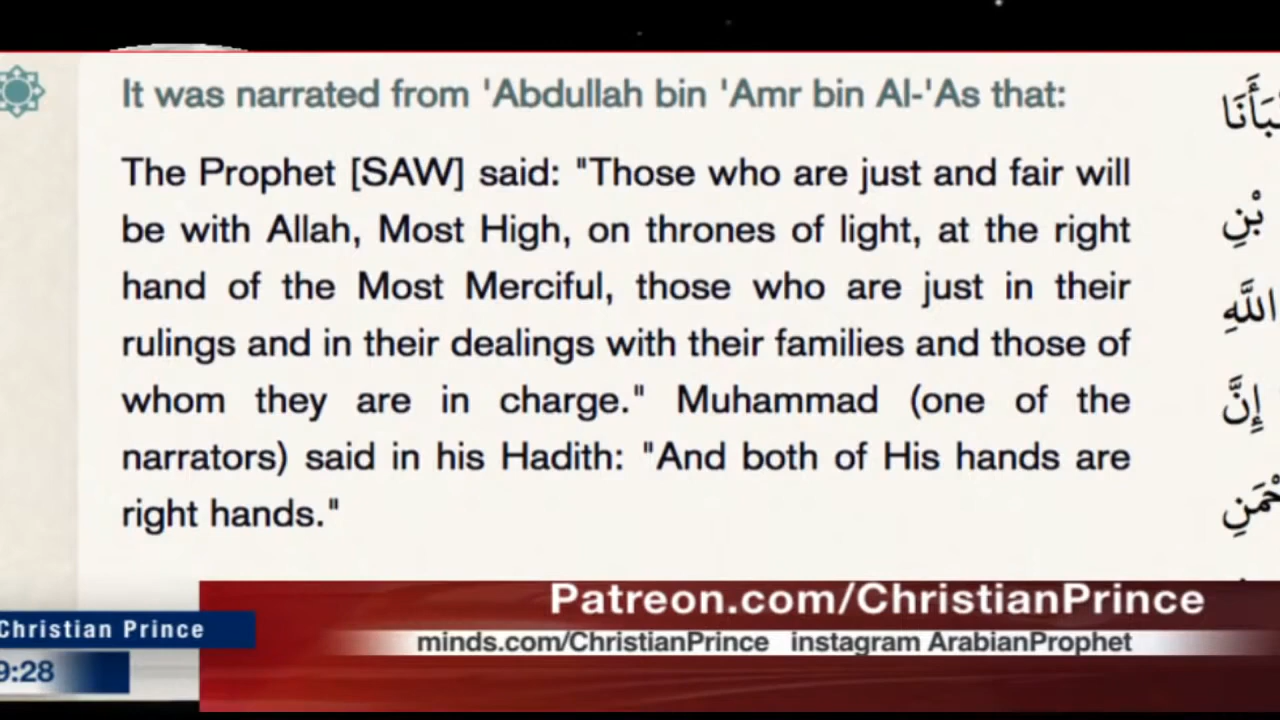 It was narrated from 'Abdullah bin 'Amr bin Al-'As that:
The Prophet [SAW] said: "Those who are just and fair will
be with Allah, Most High, on thrones of light, at the right
hand of the Most Merciful, those who are just in their
rulings and in their dealings with their families and those of
whom they are in charge." Muhammad (one of the
narrators) said in his Hadith: "And both of His hands are
right hands."
بْنِ
اللَّهِ
إِنَّ
Patreon.com/ChristianPrince
Christian Prince
minds.com/ChristianPrince instagram ArabianProphet
9:28